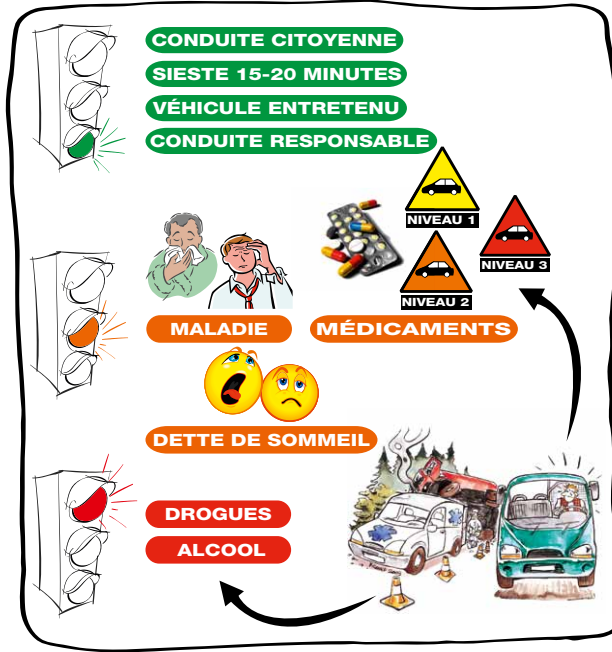 CONDUITE CITOYENNE
SIESTE 15-20 MINUTES
VÉHICULE ENTRETENU
CONDUITE RESPONSABLE
NIVEAU 1
NIVEAU 3
NIVEAU 2
MALADIE
MÉDICAMENTS
DETTE DE SOMMEIL
DROGUES
ALCOOL